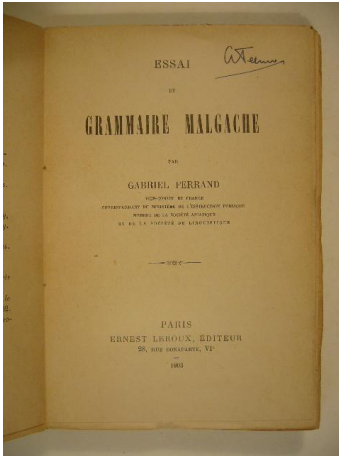 ESSAI
DE
GRAMMAIRE MALGACHE
PAR
GABRIEL FERRAND
VICE-CONSUL DE FRANCE
CORRESPONDANT DU MINISTÈRE DE L'INSTRUCTION PUBLIQUE
MEMBRE DE LA SOCIÉTÉ ASIATIQUE
ET DE LA SOCIÉTÉ DE LINGUISTIQUE
PARIS
ERNEST LEROUX, ÉDITEUR
28, RUE BONAPARTE, VIe
1903